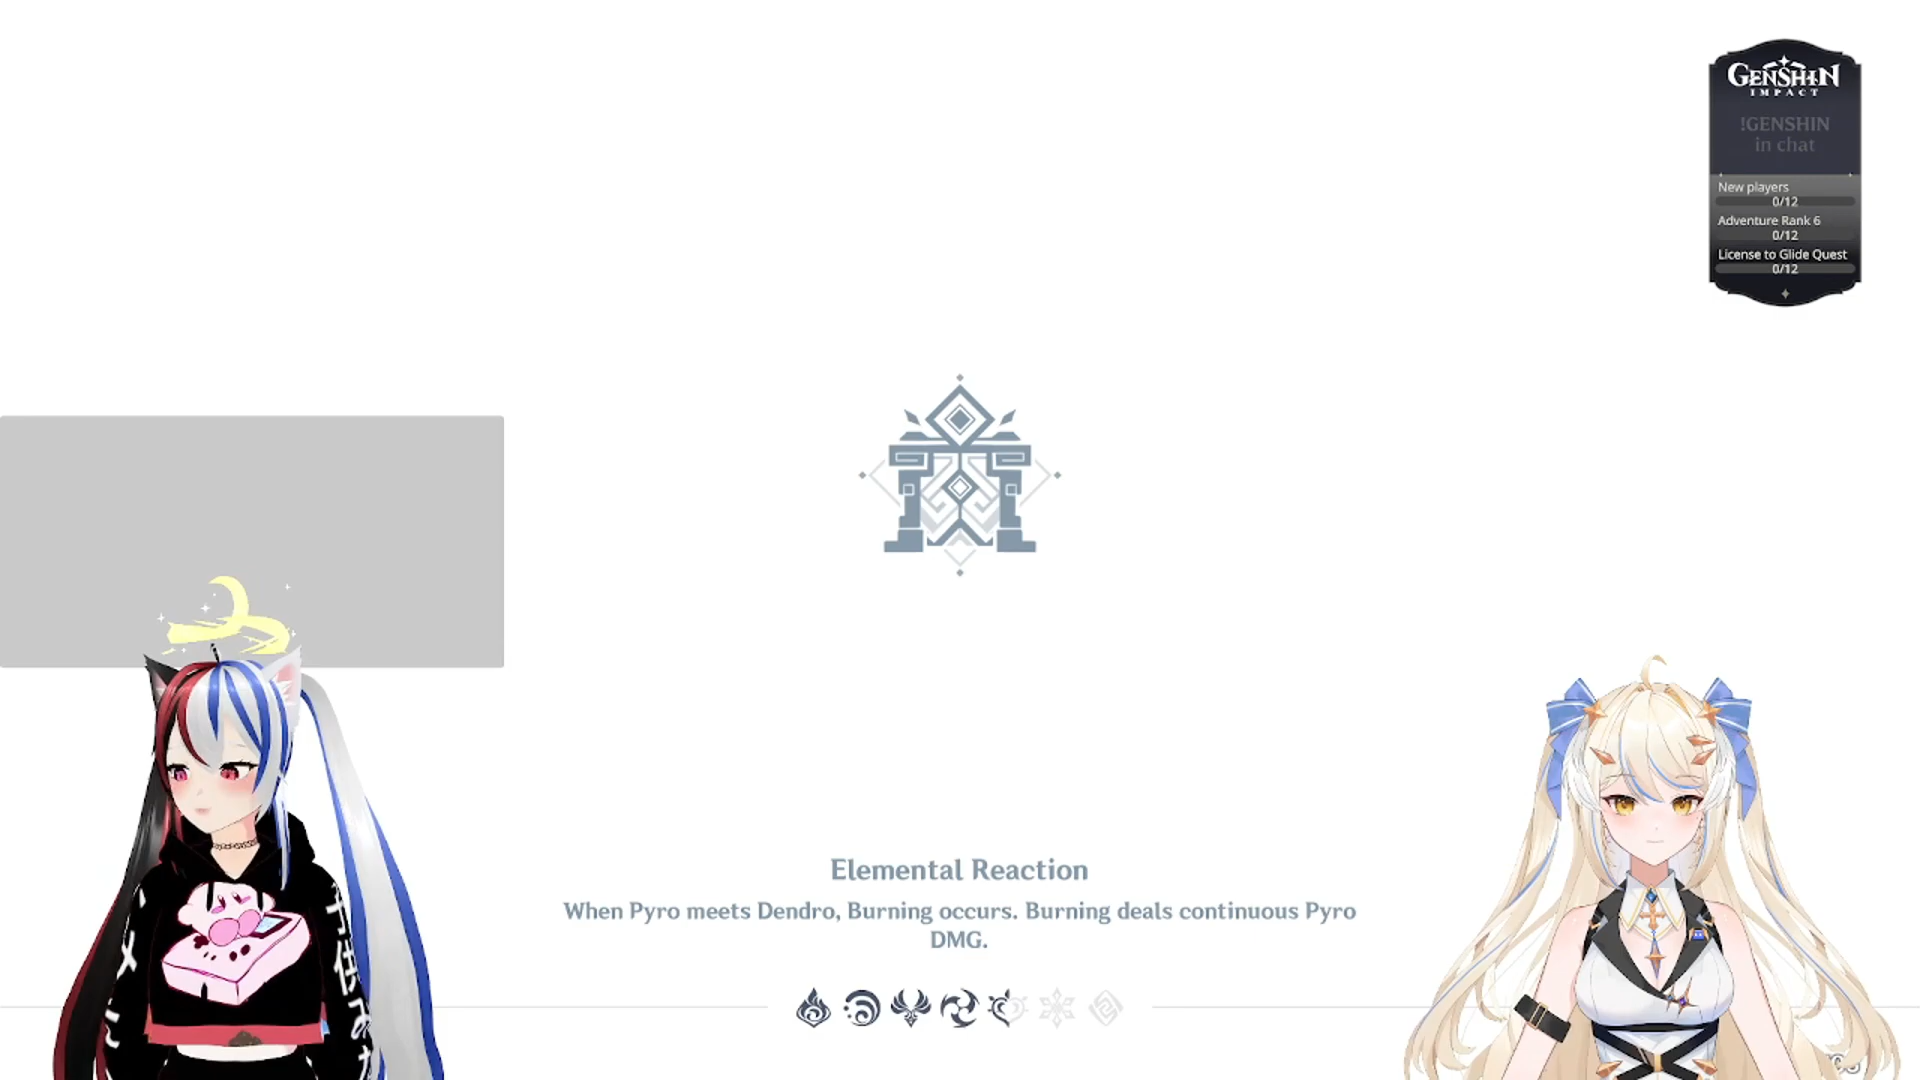 GENSHIN
IMPACT
!GENSHIN
in chat
New players
0/12
Adventure Rank 6
0/12
License to Glide Quest
0/12
Elemental Reaction
When Pyro meets Dendro, Burning occurs. Burning deals continuous Pyro
DMG.